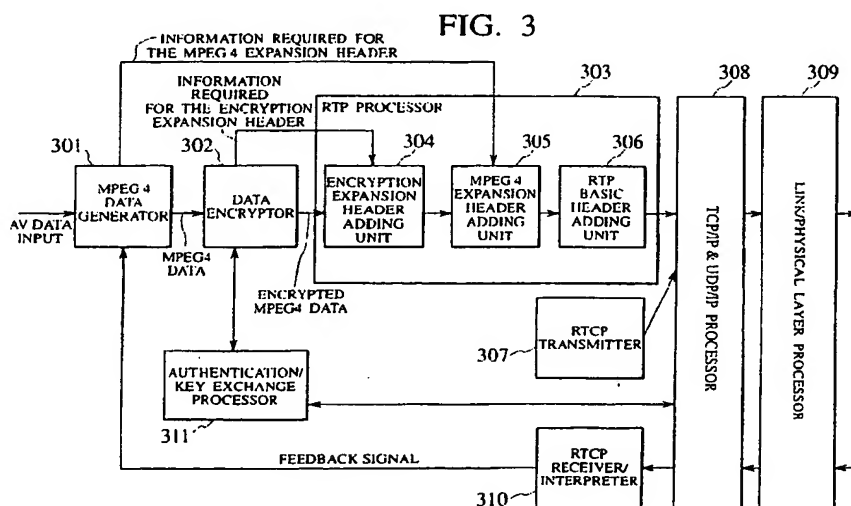 FIG. 3
INFORMATION REQUIRED FOR
THE MPEG4 EXPANSION HEADER
INFORMATION
REQUIRED
FOR THE ENCRYPTION
EXPANSION HEADER
303
308
309
RTP PROCESSOR
301
302
304
305
306
MPEG4
DATA
GENERATOR
DATA
ENCRYPTOR
ENCRYPTION
EXPANSION
HEADER
ADDING UNIT
MPEG4
EXPANSION
HEADER ADDING
UNIT
RTP
BASIC
HEADER
ADDING
UNIT
AV DATA
INPUT
MPEG4
DATA
ENCRYPTED
MPEG4 DATA
TCP/IP & UDP/IP PROCESSOR
LINK/PHYSICAL LAYER PROCESSOR
RTCP
TRANSMITTER
307
AUTHENTICATION/
KEY EXCHANGE
PROCESSOR
311
FEEDBACK SIGNAL
RTCP
RECEIVER/
INTERPRETER
310